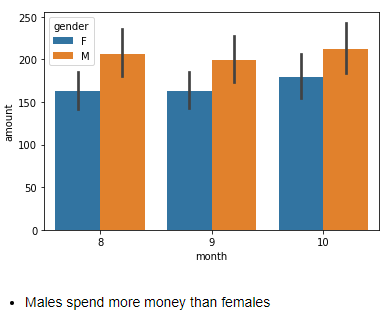 250
gender
F
M
200
150
100
50
0
amount
8 9 10
month
• Males spend more money than females